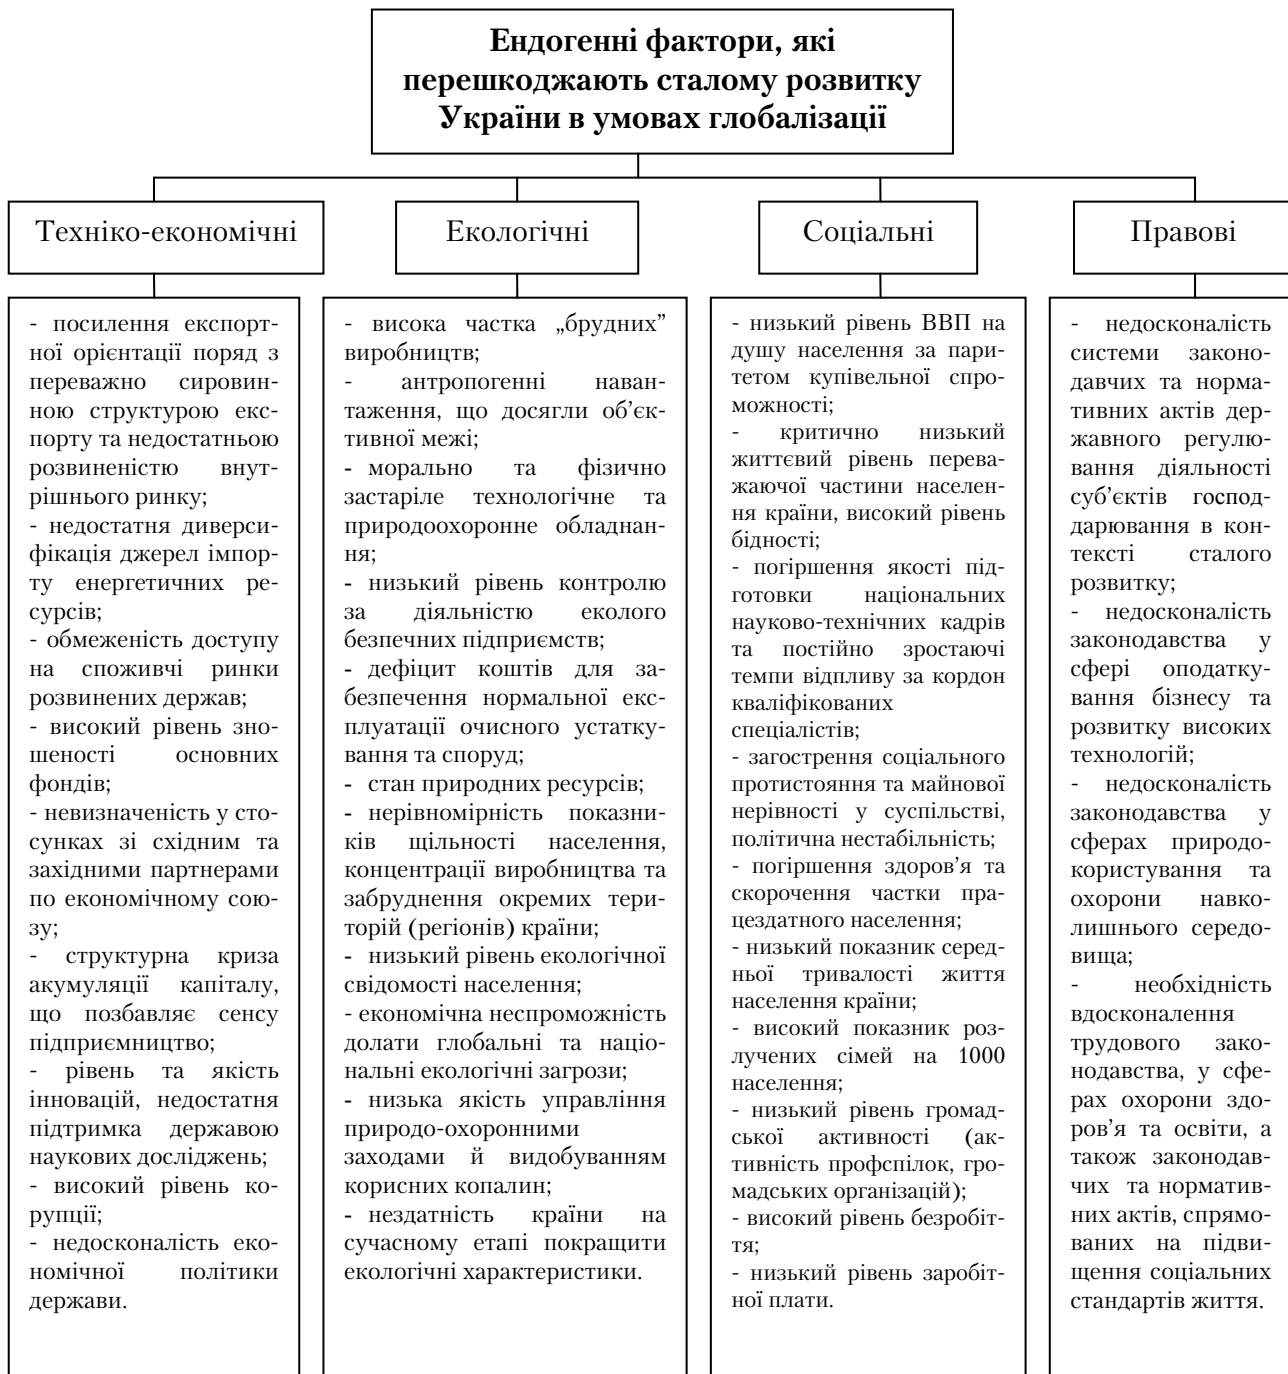 Ендогенні фактори, які
перешкоджають сталому розвитку
України в умовах глобалізації
Техніко-економічні
Екологічні
Соціальні
Правові
- посилення експорт-
ної орієнтації поряд з
переважно сировин-
ною структурою екс-
порту та недостатньою
розвиненістю внут-
рішнього ринку;
- недостатня диверси-
фікація джерел імпор-
ту енергетичних ре-
сурсів;
- обмеженість доступу
на споживчі ринки
розвинених держав;
- високий рівень зно-
шеності основних
фондів;
- невизначеність у сто-
сунках зі східним та
західними партнерами
по економічному сою-
зу;
- структурна криза
акумуляції капіталу,
що позбавляє сенсу
підприємництво;
- рівень та якість
інновацій, недостатня
підтримка державою
наукових досліджень;
- високий рівень ко-
рупції;
- недосконалість еко-
номічної політики
держави.
- висока частка „брудних”
виробництв;
- антропогенні наван-
таження, що досягли об’єк-
тивної межі;
- морально та фізично
застаріле технологічне та
природоохоронне обладнан-
ня;
- низький рівень контролю
за діяльністю еколого
безпечних підприємств;
- дефіцит коштів для за-
безпечення нормальної екс-
плуатації очисного устатку-
вання та споруд;
- стан природних ресурсів;
- нерівномірність показни-
ків щільності населення,
концентрації виробництва та
забруднення окремих тери-
торій (регіонів) країни;
- низький рівень екологічної
свідомості населення;
- економічна неспроможність
долати глобальні та націо-
нальні екологічні загрози;
- низька якість управління
природо-охоронними
заходами й видобуванням
корисних копалин;
- нездатність країни на
сучасному етапі покращити
екологічні характеристики.
- низький рівень ВВП на
душу населення за пари-
тетом купівельної спро-
можності;
- критично низький
життєвий рівень перева-
жаючої частини населен-
ня країни, високий рівень
бідності;
- погіршення якості під-
готовки національних
науково-технічних кадрів
та постійно зростаючі
темпи відпливу за кордон
кваліфікованих
спеціалістів;
- загострення соціального
протистояння та майнової
нерівності у суспільстві,
політична нестабільність;
- погіршення здоров’я та
скорочення частки пра-
цездатного населення;
- низький показник серед-
ньої тривалості життя
населення країни;
- високий показник роз-
лучених сімей на 1000
населення;
- низький рівень громад-
ської активності (ак-
тивність профспілок, гро-
мадських організацій);
- високий рівень безробіт-
тя;
- низький рівень заробіт-
ної плати.
- недосконалість
системи законо-
давчих та норма-
тивних актів дер-
жавного регулю-
вання діяльності
суб’єктів господ-
дарювання в кон-
тексті сталого
розвитку;
- недосконалість
законодавства у
сфері оподатку-
вання бізнесу та
розвитку високих
технологій;
- недосконалість
законодавства у
сферах природо-
користування та
охорони навко-
лишнього середо-
вища;
- необхідність
вдосконалення
трудового зако-
нодавства, у сфе-
рах охорони здо-
ров’я та освіти, а
також законодав-
чих та норматив-
них актів, спрямо-
ваних на підви-
щення соціальних
стандартів життя.